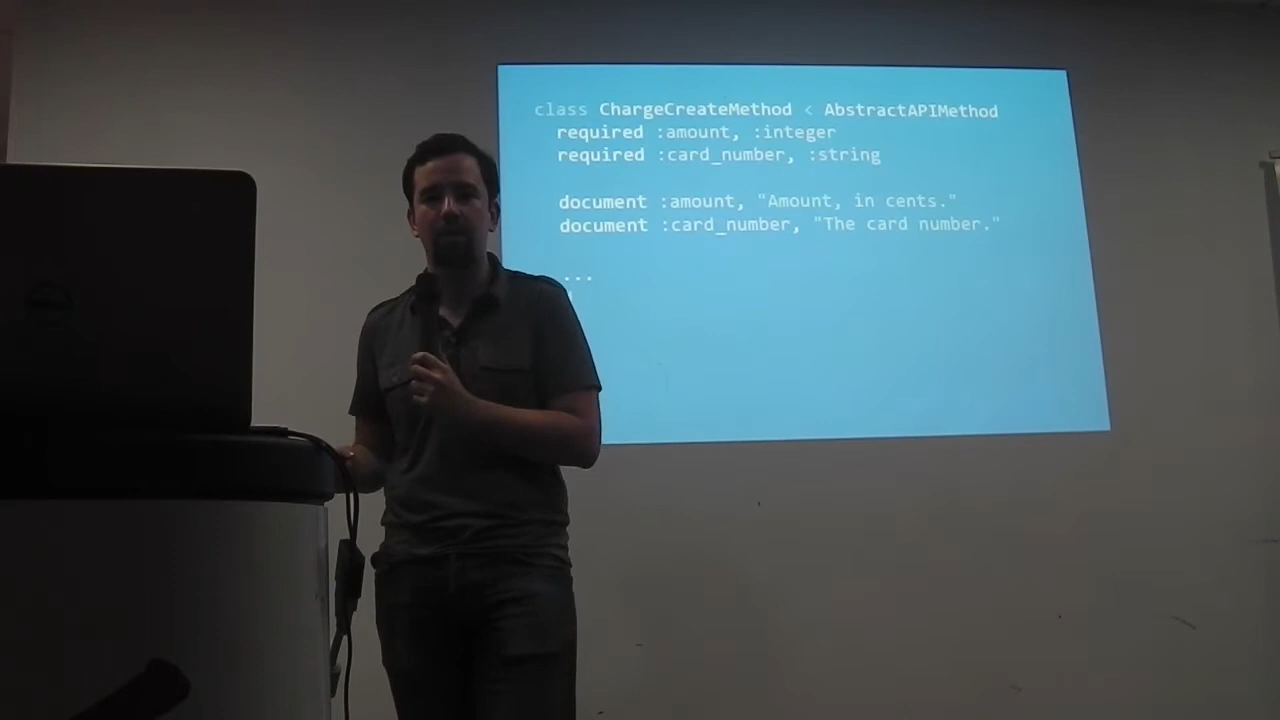 class ChargeCreateMethod < AbstractAPIMethod
required :amount, :integer
required :card_number, :string
document :amount, "Amount, in cents."
document :card_number, "The card number."
...